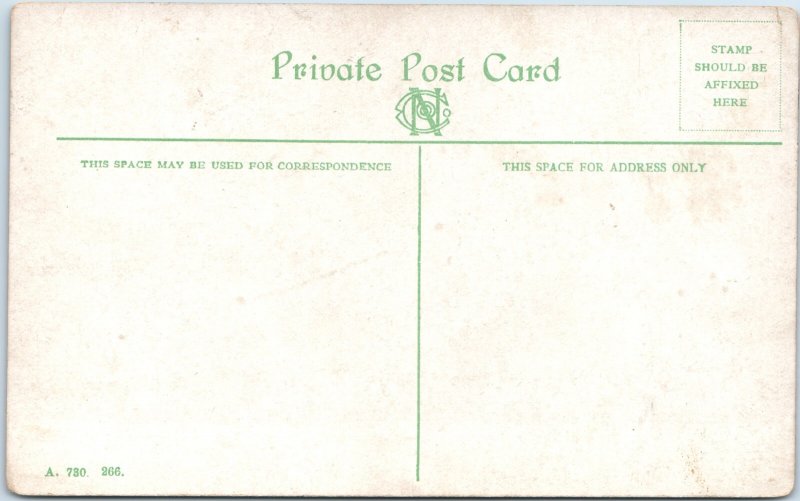 Private Post Card
STAMP
SHOULD BE
AFFIXED
HERE
THIS SPACE MAY BE USED FOR CORRESPONDENCE
THIS SPACE FOR ADDRESS ONLY
A. 730. 266.